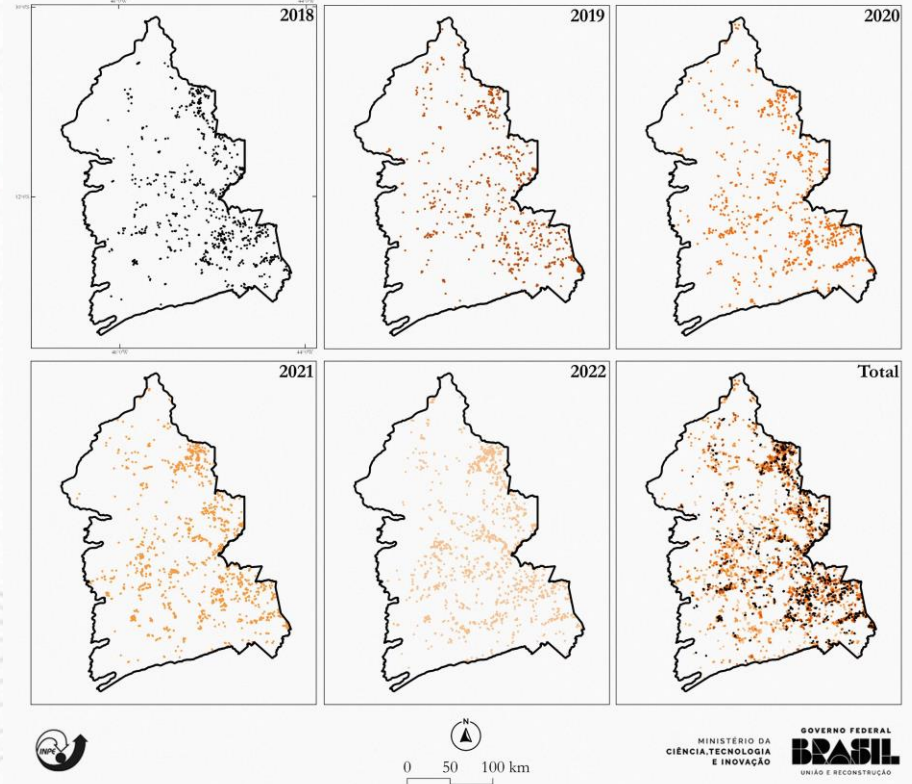 2018
2019
2020
2021
2022
Total
INPE
N
0 50 100 km
MINISTÉRIO DA
CIÊNCIA,TECNOLOGIA
E INOVAÇÃO
GOVERNO FEDERAL
BRASIL
UNIÃO E RECONSTRUÇÃO